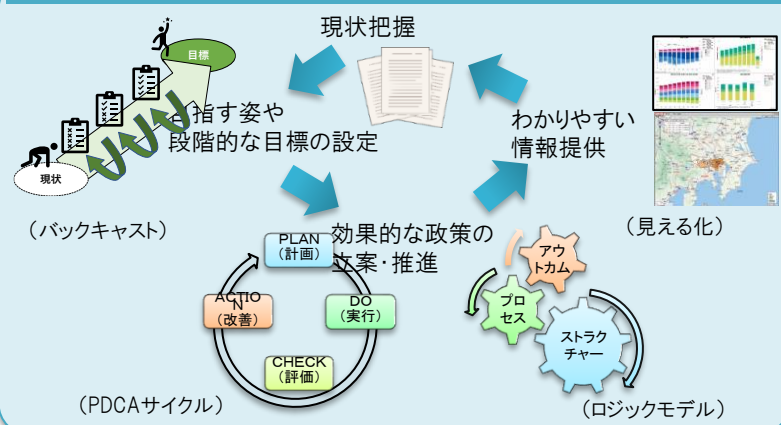 現状把握
目標
目指す姿や
段階的な目標の設定
現状
(バックキャスト)
わかりやすい
情報提供
(見える化)
効果的な政策の
立案・推進
PLAN
(計画)
DO
(実行)
CHECK
(評価)
ACTIO
N
(改善)
(PDCAサイクル)
アウ
トカム
プロ
セス
ストラク
チャー
(ロジックモデル)